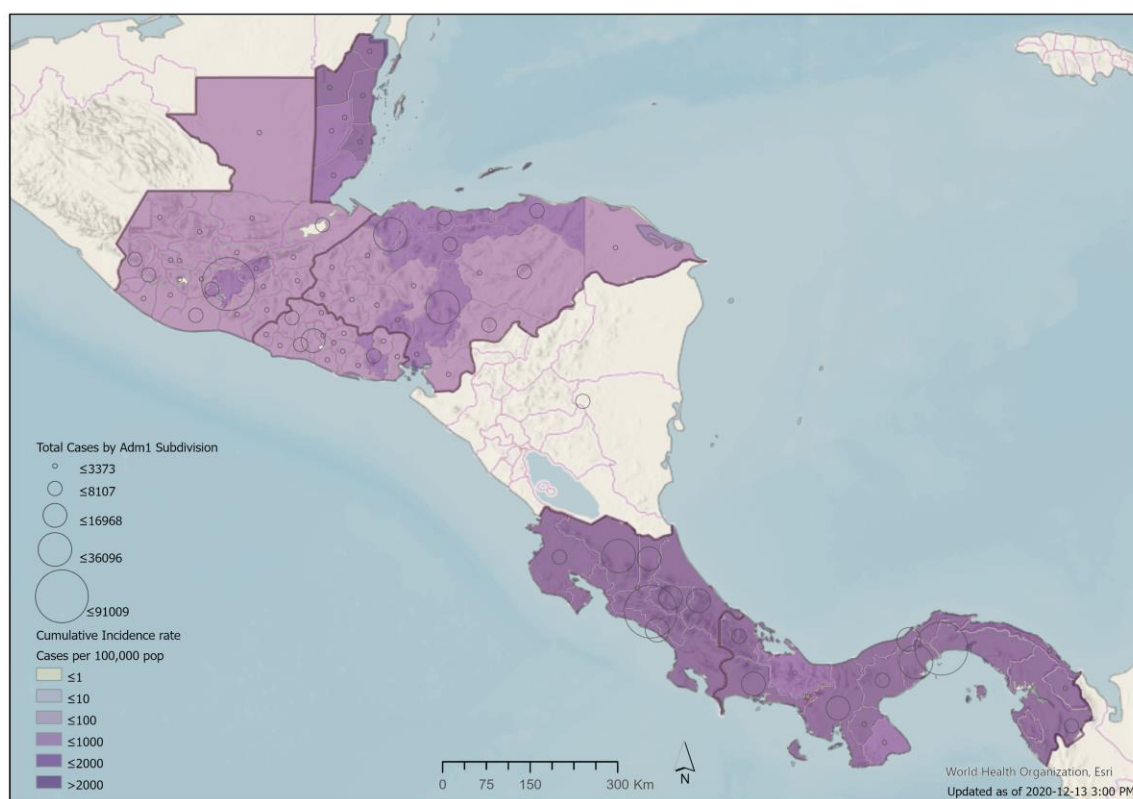 Total Cases by Adm1 Subdivision
≤3373
≤8107
≤16968
≤36096
≤91009
Cumulative Incidence rate
Cases per 100,000 pop
≤1
≤10
≤100
≤1000
≤2000
>2000
0 75 150 300 Km
N
World Health Organization, Esri
Updated as of 2020-12-13 3:00 PM